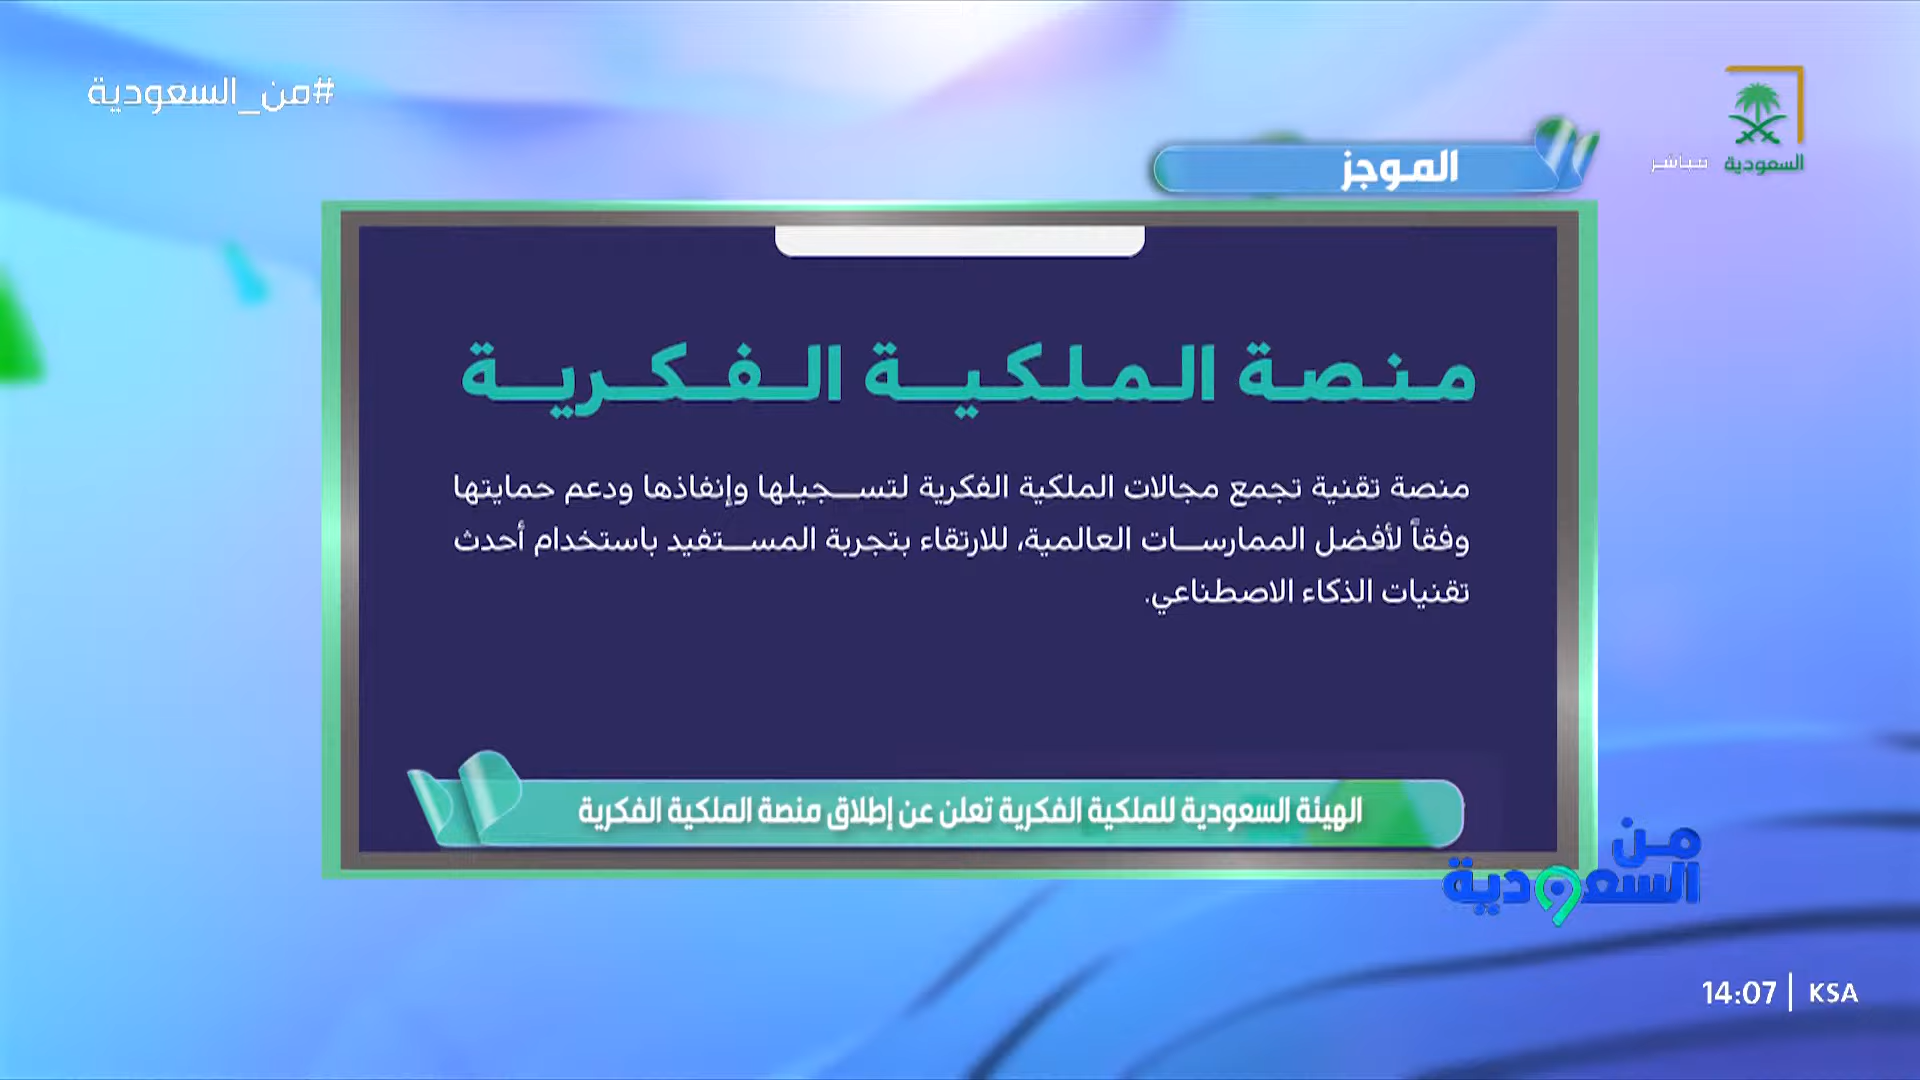 #من_السعودية
السعودية
مباشر
الموجز
منصة الملكية الفكرية
منصة تقنية تجمع مجالات الملكية الفكرية لتسجيلها وإنفاذها ودعم حمايتها
وفقاً لأفضل الممارسات العالمية، للارتقاء بتجربة المستفيد باستخدام أحدث
تقنيات الذكاء الاصطناعي.
الهيئة السعودية للملكية الفكرية تعلن عن إطلاق منصة الملكية الفكرية
من
السعودية
14:07 | KSA